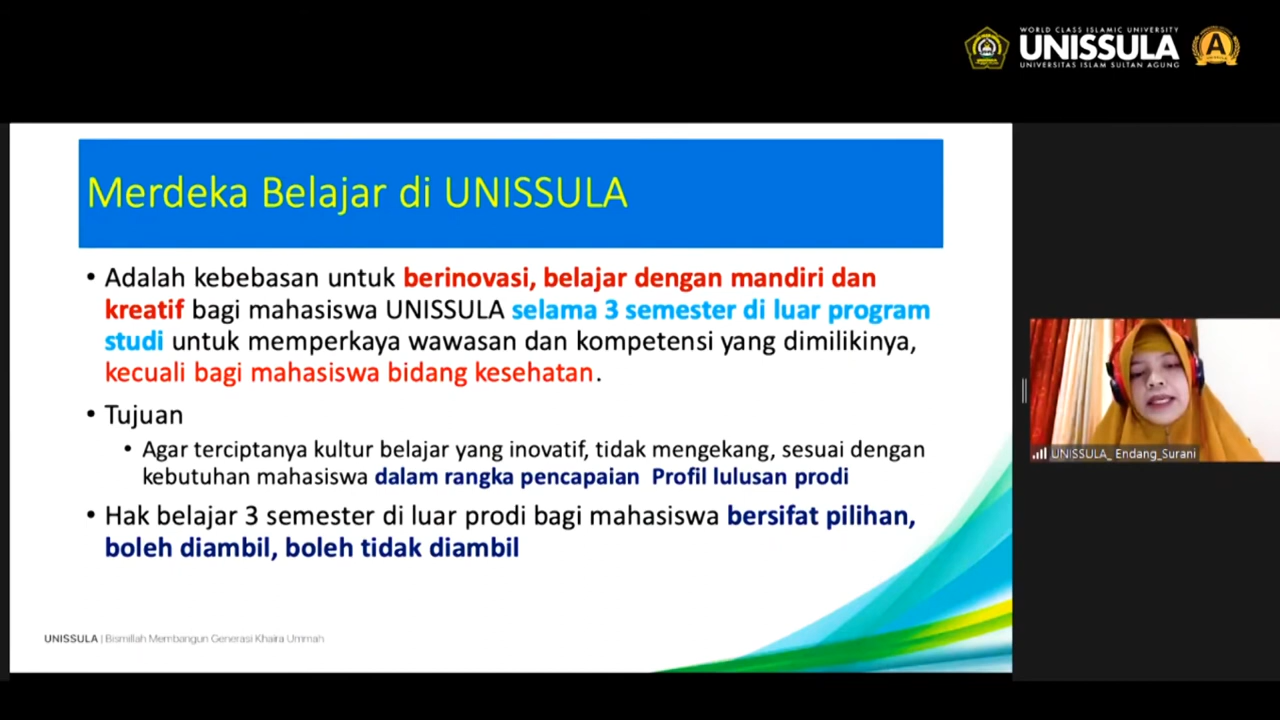 WORLD CLASS ISLAMIC UNIVERSITY
UNISSULA
UNIVERSITAS ISLAM SULTAN AGUNG
A
Merdeka Belajar di UNISSULA
• Adalah kebebasan untuk berinovasi, belajar dengan mandiri dan
kreatif bagi mahasiswa UNISSULA selama 3 semester di luar program
studi untuk memperkaya wawasan dan kompetensi yang dimilikinya,
kecuali bagi mahasiswa bidang kesehatan.
• Tujuan
• Agar terciptanya kultur belajar yang inovatif, tidak mengekang, sesuai dengan
kebutuhan mahasiswa dalam rangka pencapaian Profil lulusan prodi
• Hak belajar 3 semester di luar prodi bagi mahasiswa bersifat pilihan,
boleh diambil, boleh tidak diambil
UNISSULA | Bismillah Membangun Generasi Khaira Ummah
UNISSULA_ Endang_Surani